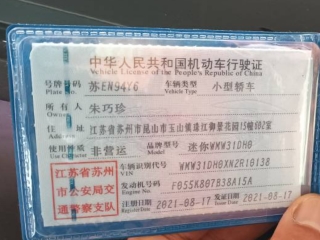 中华人民共和国机动车行驶证
Vehicle License of the People's Republic of China
号牌号码 苏EN94Y6 车辆类型 小型轿车
Plate No. Vehicle Type
所有人 朱巧珍
Owner
住址 江苏省苏州市昆山市玉山镇珠江御景花园15幢602室
Address
使用性质 非营运 品牌型号 迷你WMW31DH0
Use Character Model
江苏省苏州 车辆识别代号 WMW31DH0XN2R10138
VIN
市公安局交 发动机号码 F055K807B38A15A
Engine No.
通警察支队 注册日期 2021-08-17 发证日期 2021-08-17
Register Date Issue Date